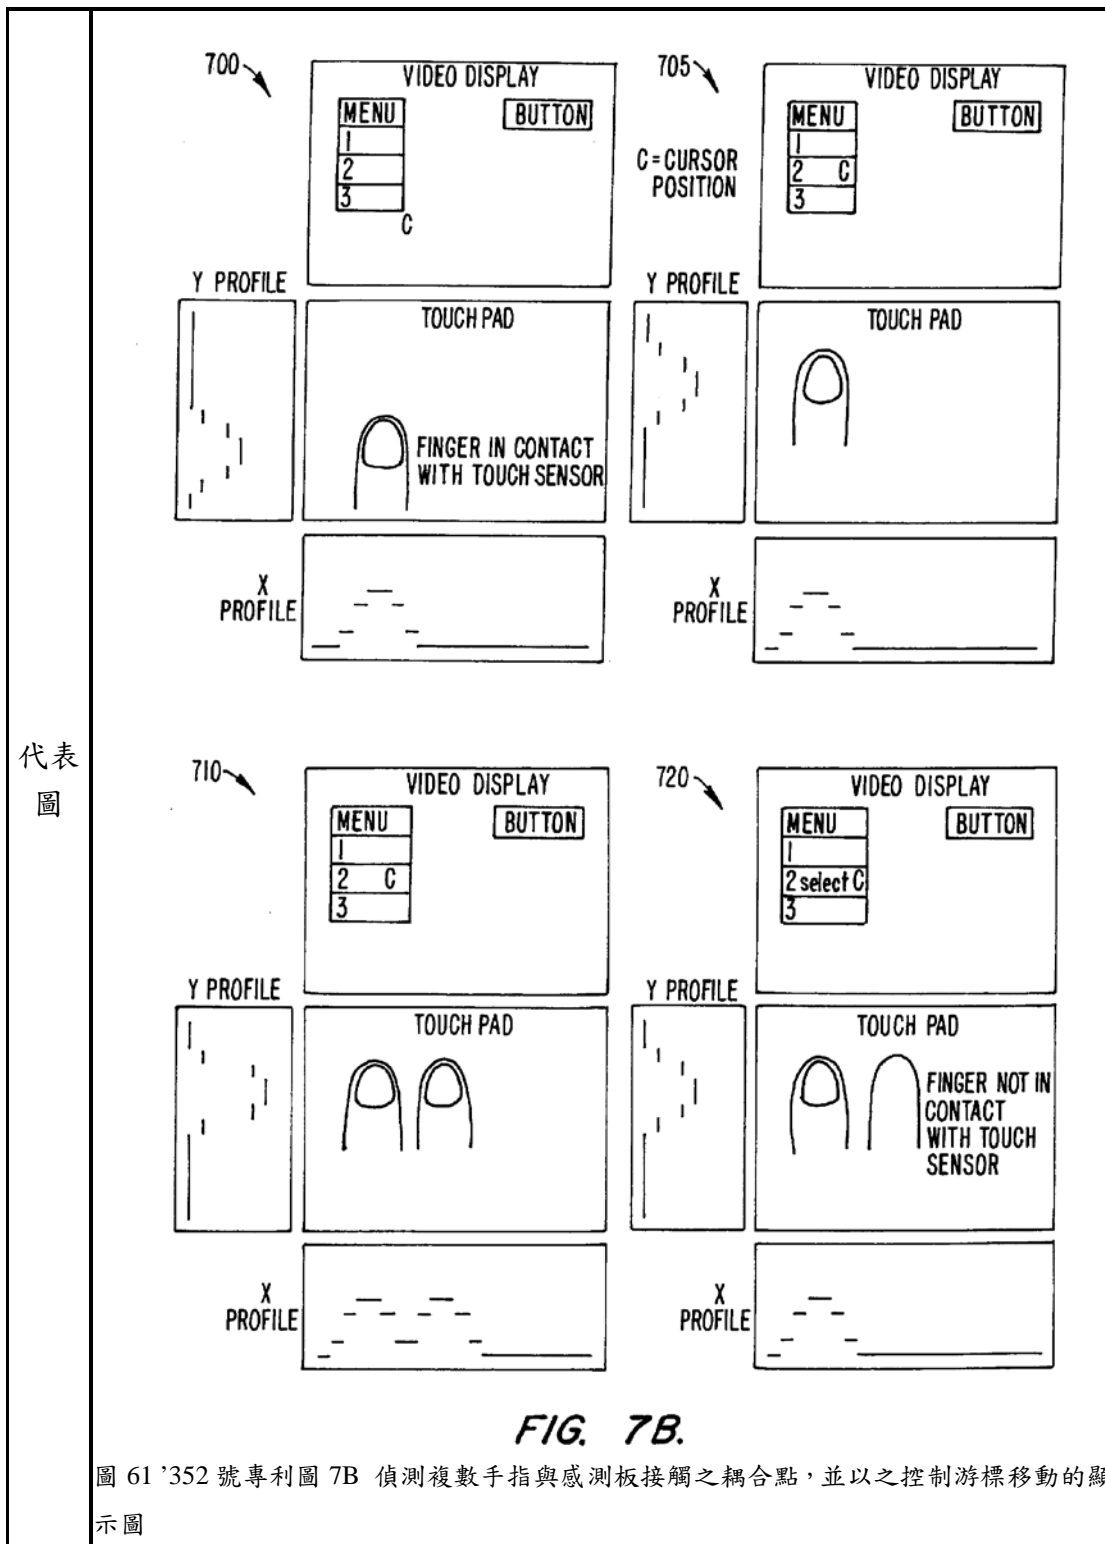 代表
圖
700
VIDEO DISPLAY
MENU
BUTTON
1
2
3
C
Y PROFILE
TOUCH PAD
FINGER IN CONTACT
WITH TOUCH SENSOR
X
PROFILE
705
VIDEO DISPLAY
MENU
BUTTON
1
2 C
3
C=CURSOR
POSITION
Y PROFILE
TOUCH PAD
X
PROFILE
710
VIDEO DISPLAY
MENU
BUTTON
1
2 C
3
Y PROFILE
TOUCH PAD
X
PROFILE
720
VIDEO DISPLAY
MENU
BUTTON
1
2 select C
3
Y PROFILE
TOUCH PAD
FINGER NOT IN
CONTACT
WITH TOUCH
SENSOR
X
PROFILE
FIG. 7B.
圖 61 ’352 號專利圖 7B 偵測複數手指與感測板接觸之耦合點，並以之控制游標移動的顯
示圖